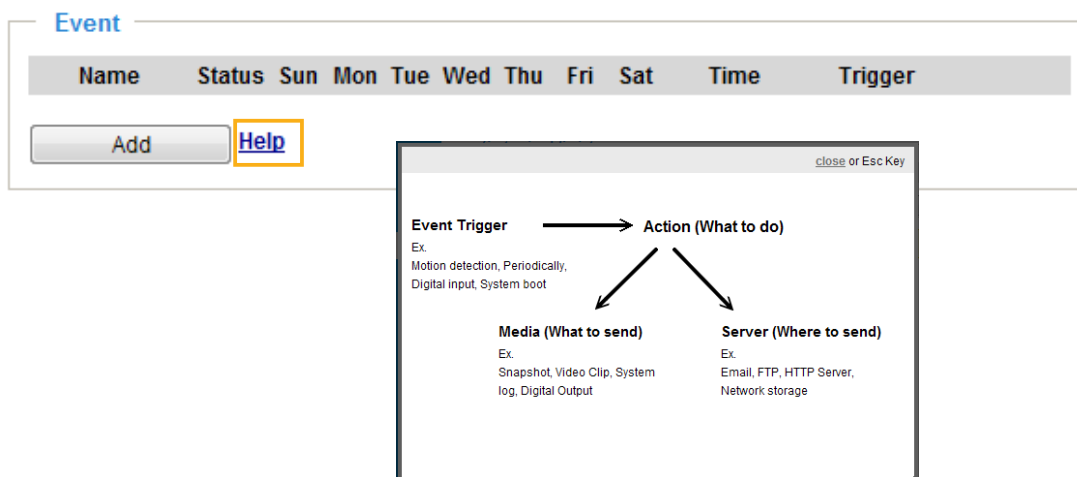 Event
Name Status Sun Mon Tue Wed Thu Fri Sat Time Trigger
Add Help
close or Esc Key
Event Trigger
Ex.
Motion detection, Periodically,
Digital input, System boot
Action (What to do)
Media (What to send)
Ex.
Snapshot, Video Clip, System
log, Digital Output
Server (Where to send)
Ex.
Email, FTP, HTTP Server,
Network storage